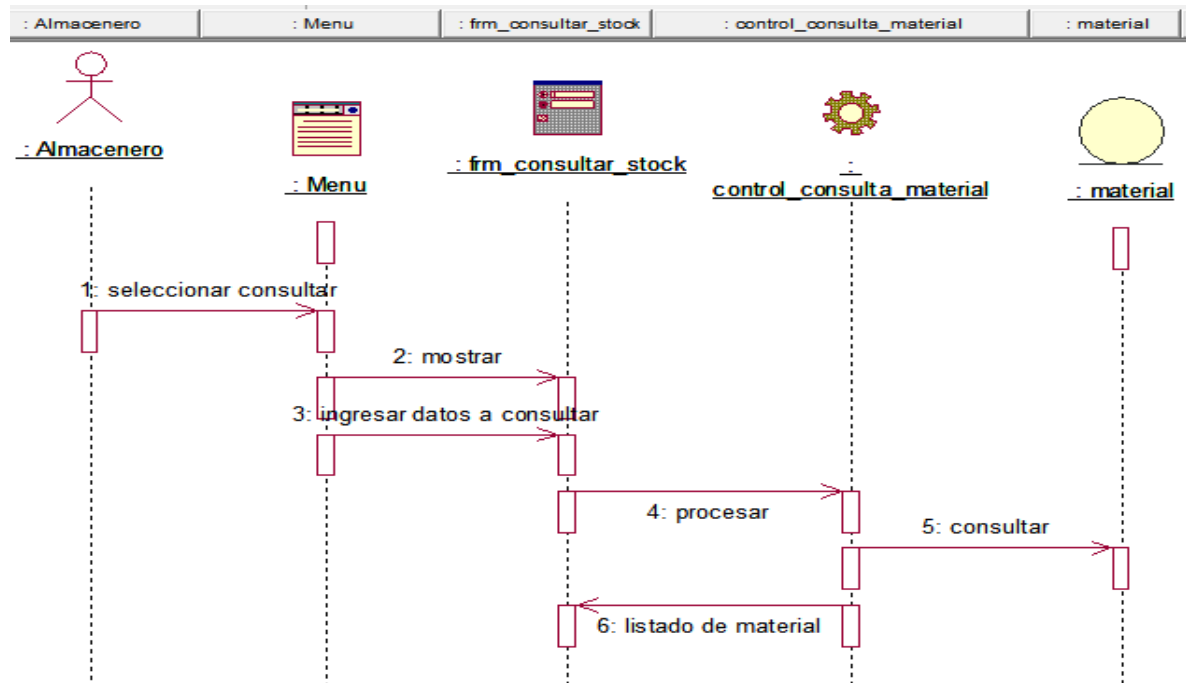 : Almacenero
: Menu
: frm_consultar_stock
: control_consulta_material
: material
: Almacenero
: Menu
: frm_consultar_stock
:
control_consulta_material
: material
1: seleccionar consultar
2: mostrar
3: ingresar datos a consultar
4: procesar
5: consultar
6: listado de material